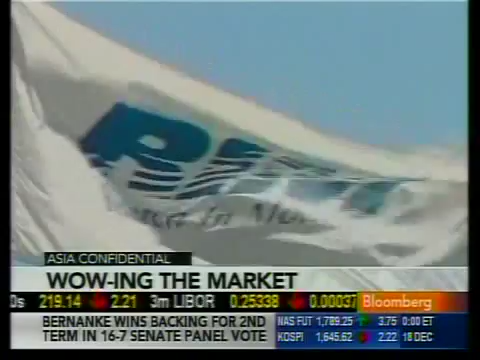 In
ASIA CONFIDENTIAL
WOW-ING THE MARKET
0s 219.14 2.21 3m LIBOR 0.25338 0.00037 Bloomberg
BERNANKE WINS BACKING FOR 2ND
TERM IN 16-7 SENATE PANEL VOTE
NAS FUT 1,789.25 3.75 0:00 ET
KOSPI 1,645.62 2.22 18 DEC